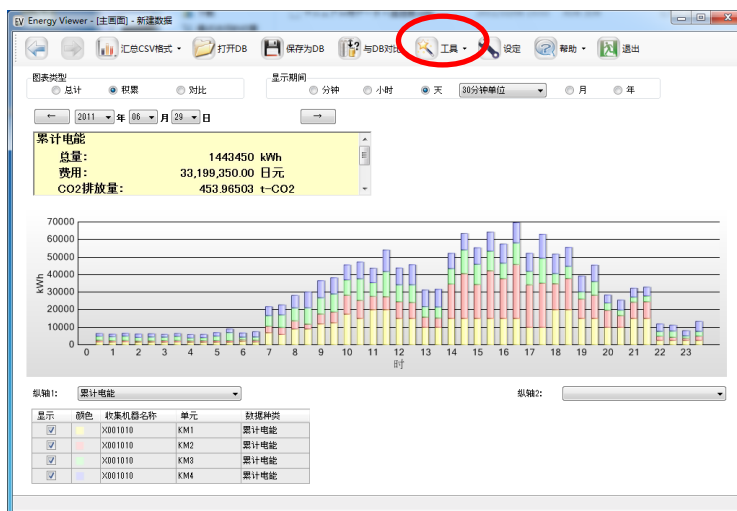 EV Energy Viewer - [主画面] - 新建数据
汇总CSV格式 打开DB 保存为DB 与DB对比 工具 设定 帮助 退出
图表类型 显示期间
总计 积累 对比 分钟 小时 天 30分钟单位 月 年
← 2011 年 06 月 29 日 →
累计电能
总量: 1443450 kWh
费用: 33,199,350.00 日元
CO2排放量: 453.96503 t-CO2
70000
60000
50000
40000
30000
20000
10000
0
kWh
0 1 2 3 4 5 6 7 8 9 10 11 12 13 14 15 16 17 18 19 20 21 22 23
时
纵轴1: 累计电能 纵轴2:
显示 颜色 收集机器名称 单元 数据种类
X001010 KM1 累计电能
X001010 KM2 累计电能
X001010 KM3 累计电能
X001010 KM4 累计电能